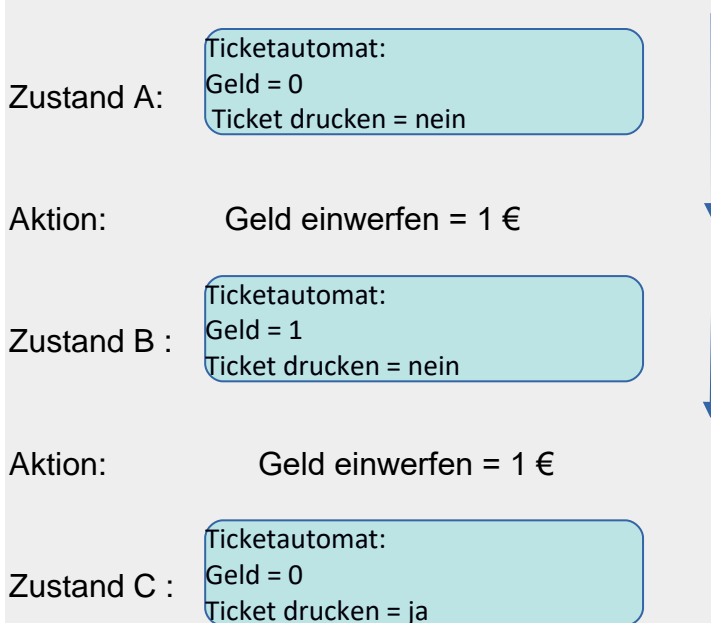 Ticketautomat:
Zustand A: Geld = 0
Ticket drucken = nein
Aktion: Geld einwerfen = 1 €
Ticketautomat:
Zustand B : Geld = 1
Ticket drucken = nein
Aktion: Geld einwerfen = 1 €
Ticketautomat:
Zustand C : Geld = 0
Ticket drucken = ja